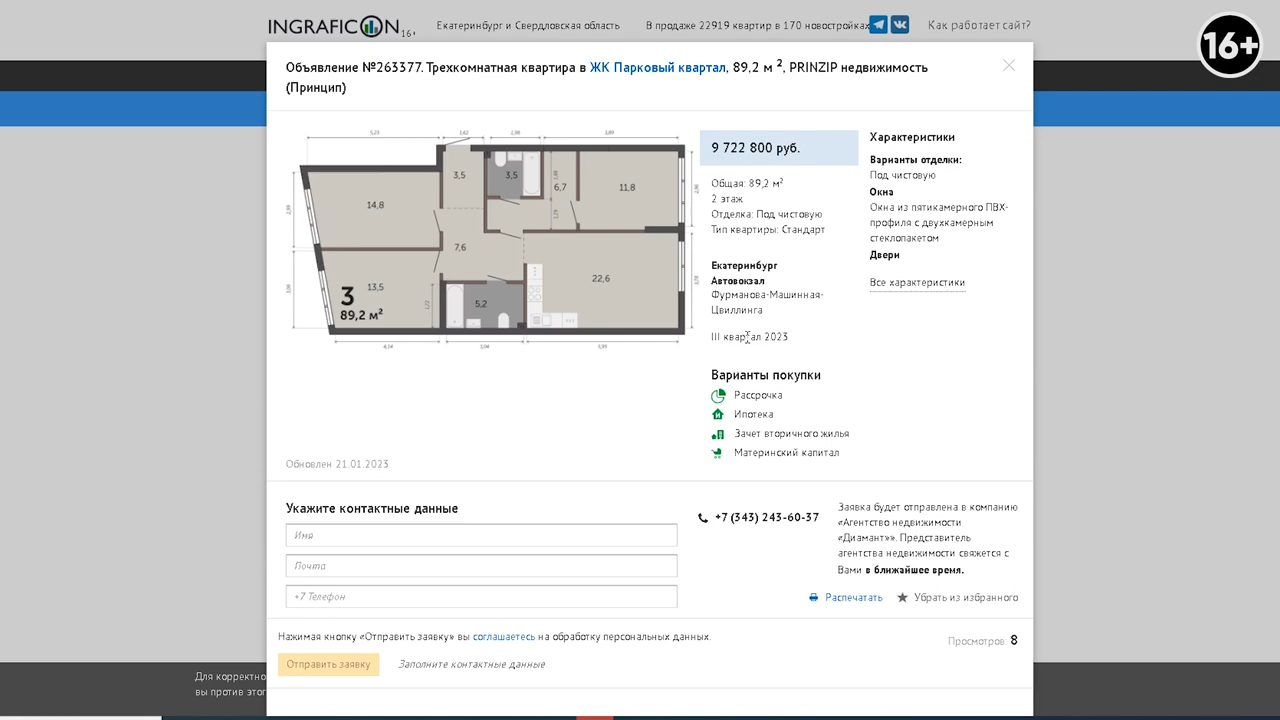 INGRAFICON 16+
Екатеринбург и Свердловская область
В продаже 22919 квартир в 170 новостройках
Как работает сайт?
16+
Объявление №263377. Трехкомнатная квартира в ЖК Парковый квартал, 89,2 м 2, PRINZIP недвижимость
(Принцип)
14,8
3,5
3,5
6,7
11,8
7,6
13,5
5,2
22,6
3
89,2 м²
9 722 800 руб.
Общая: 89,2 м²
2 этаж
Отделка: Под чистовую
Тип квартиры: Стандарт
Екатеринбург
Автовокзал
Фурманова-Машинная-
Цвиллинга
III квартал 2023
Характеристики
Варианты отделки:
Под чистовую
Окна
Окна из пятикамерного ПВХ-
профиля с двухкамерным
стеклопакетом
Двери
Все характеристики
Варианты покупки
Рассрочка
Ипотека
Зачет вторичного жилья
Материнский капитал
Обновлен 21.01.2023
Укажите контактные данные
Имя
Почта
+7 Телефон
+7 (343) 243-60-37
Заявка будет отправлена в компанию
«Агентство недвижимости
«Диамант»». Представитель
агентства недвижимости свяжется с
Вами в ближайшее время.
Распечатать
Убрать из избранного
Нажимая кнопку «Отправить заявку» вы соглашаетесь на обработку персональных данных.
Просмотров: 8
Отправить заявку
Заполните контактные данные
Для корректно
вы против этог